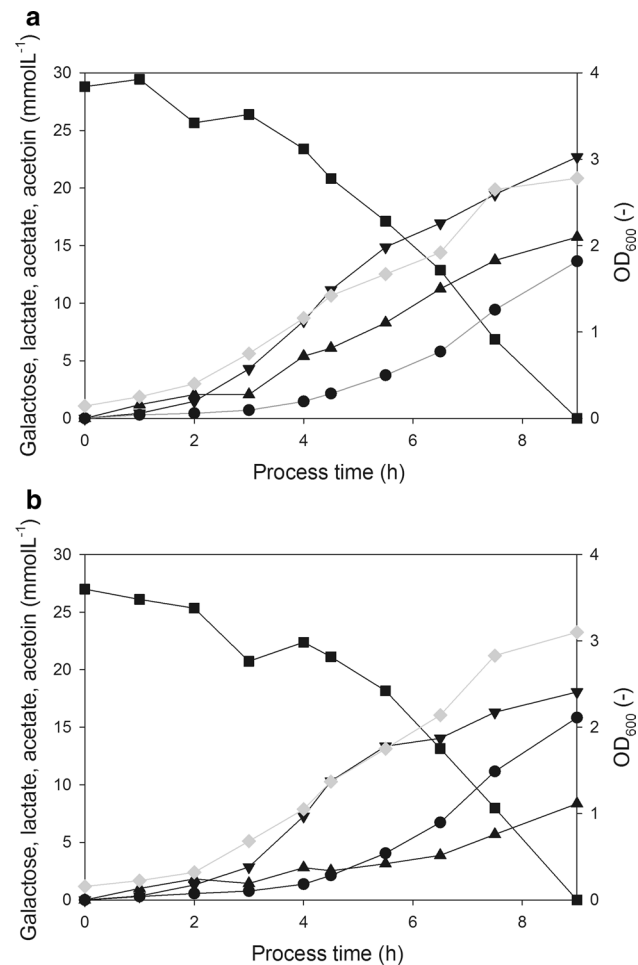 a
Galactose, lactate, acetate, acetoin (mmolL⁻¹)
30
25
20
15
10
5
0
4
3
2
1
0
OD₆₀₀ (-)
0 2 4 6 8
Process time (h)
b
Galactose, lactate, acetate, acetoin (mmolL⁻¹)
30
25
20
15
10
5
0
4
3
2
1
0
OD₆₀₀ (-)
0 2 4 6 8
Process time (h)